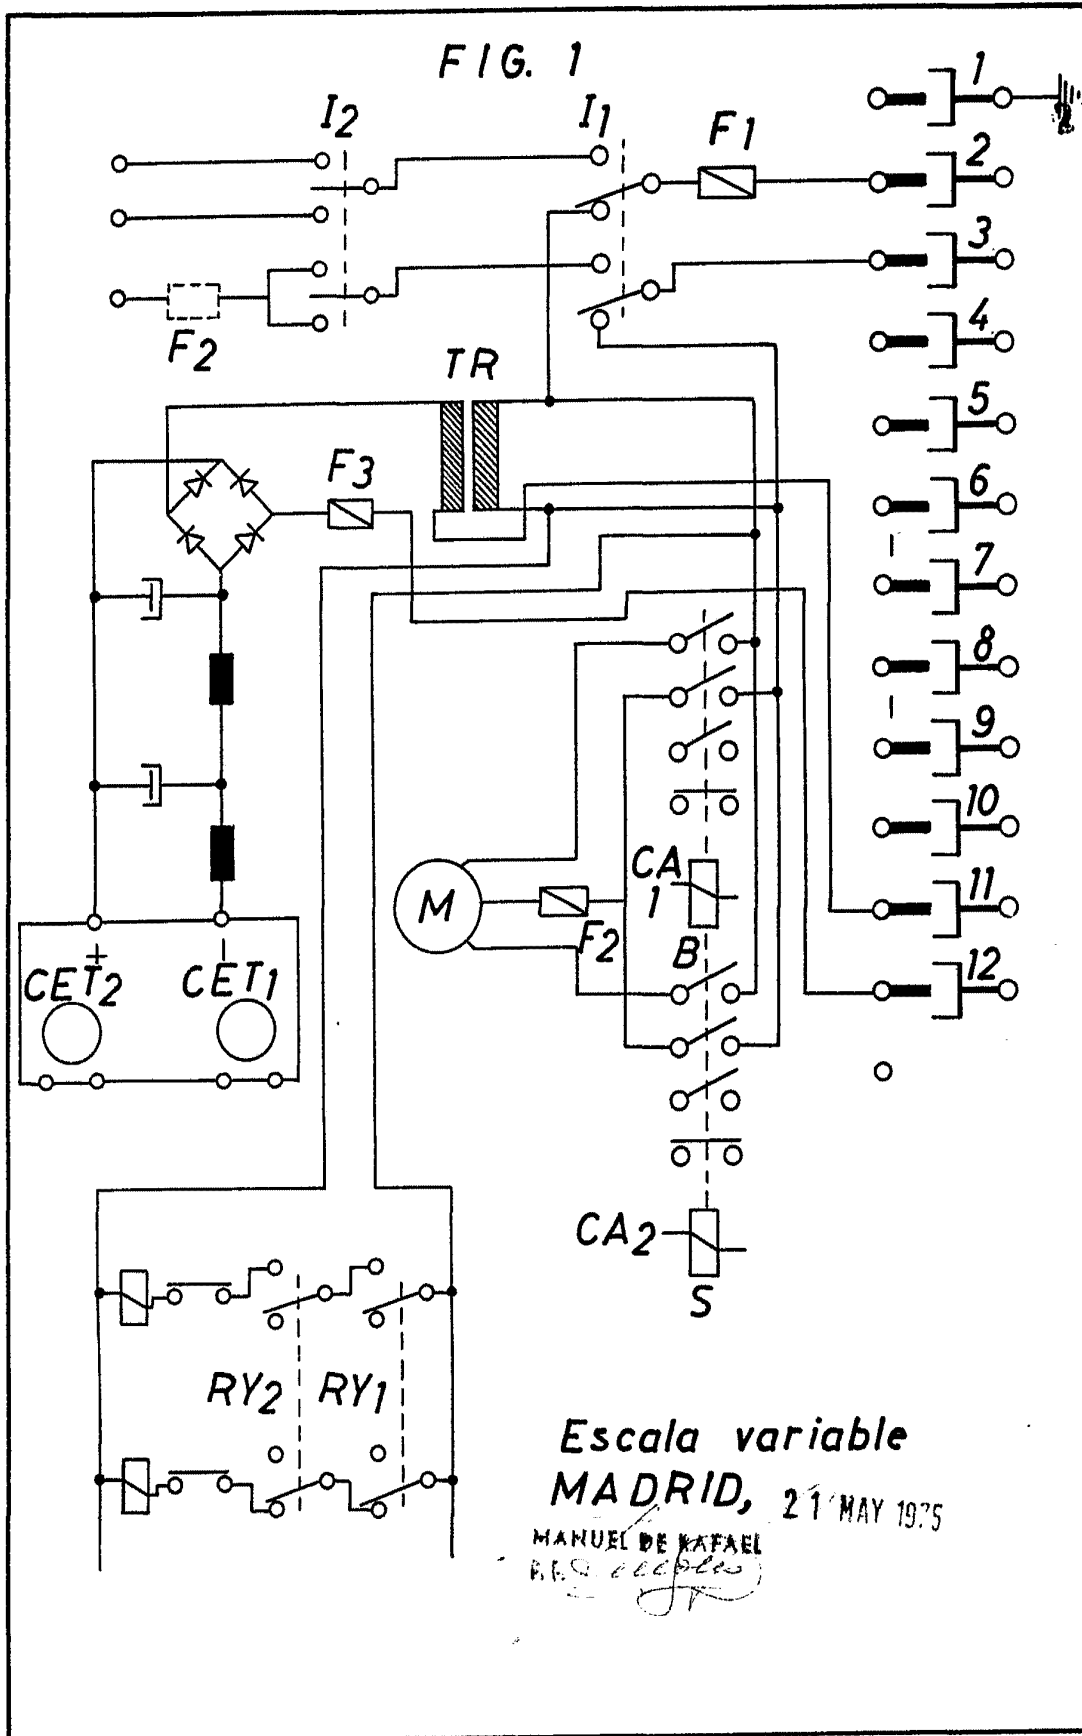 FIG. 1
I2
I1
F1
F2
TR
F3
1
2
3
4
5
6
7
8
9
10
11
12
M
F2
CA
1
B
+
-
CET2
CET1
CA2
S
RY2
RY1
Escala variable
MADRID, 21 MAY 1975
MANUEL DE RAFAEL